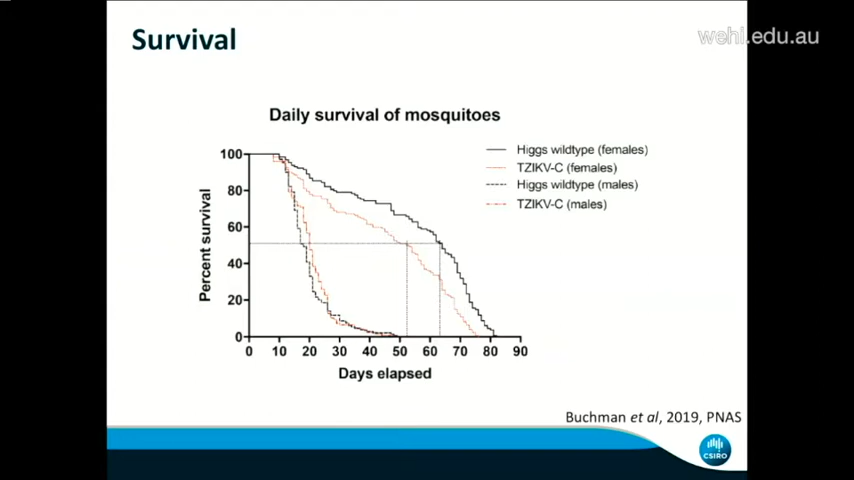 Survival
wehi.edu.au
Daily survival of mosquitoes
Higgs wildtype (females)
TZIKV-C (females)
Higgs wildtype (males)
TZIKV-C (males)
Percent survival
100
80
60
40
20
0
0 10 20 30 40 50 60 70 80 90
Days elapsed
Buchman et al, 2019, PNAS
CSIRO